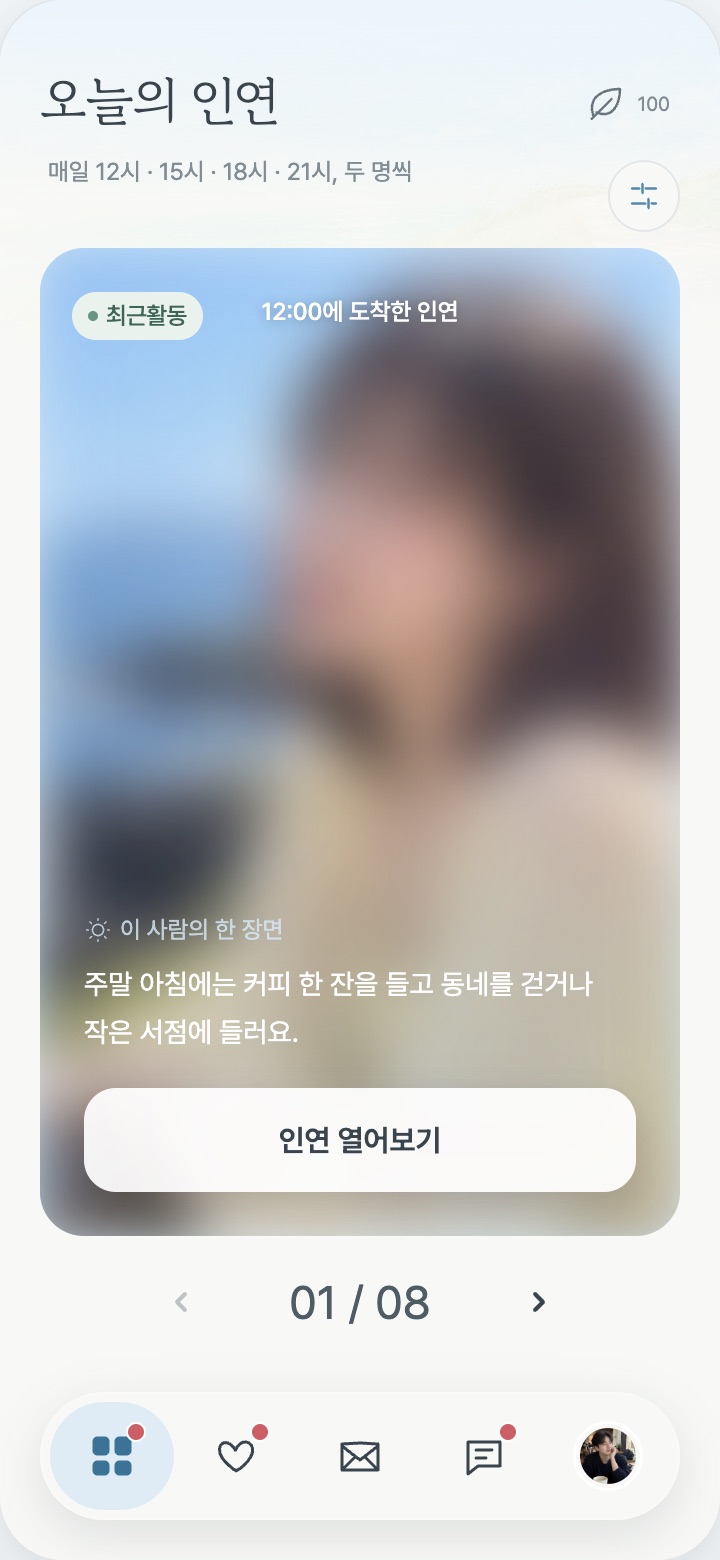 오늘의 인연
100
매일 12시 · 15시 · 18시 · 21시, 두 명씩
최근활동
12:00에 도착한 인연
이 사람의 한 장면
주말 아침에는 커피 한 잔을 들고 동네를 걷거나
작은 서점에 들러요.
인연 열어보기
01 / 08